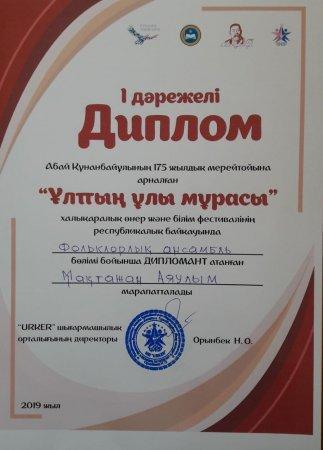 І дәрежелі
Диплом
Абай Құнанбайұлының 175 жылдық мерейтойына
арналған
“Ұлттың ұлы мұрасы”
халықаралық өнер және білім фестивалінің
республикалық байқауында
Фольклорлық ансамбль
бөлімі бойынша ДИПЛОМАНТ атанған
Мақтажан Аяулым
марапатталады
"URKER" шығармашылық
орталығының директоры
Орынбек Н. О.
2019 жыл